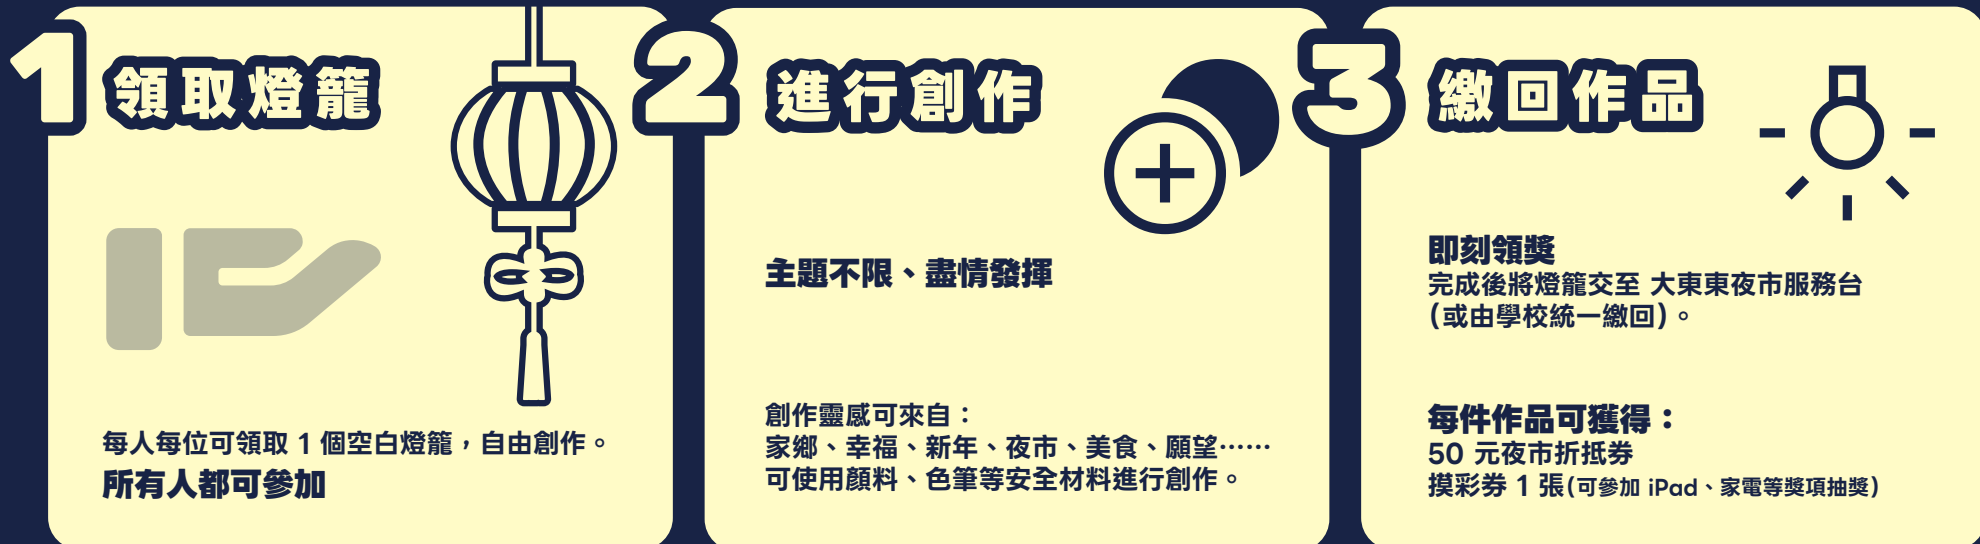 1
領取燈籠
每人每位可領取 1 個空白燈籠，自由創作。
所有人都可參加
2
進行創作
主題不限、盡情發揮
創作靈感可來自：
家鄉、幸福、新年、夜市、美食、願望……
可使用顏料、色筆等安全材料進行創作。
3
繳回作品
即刻領獎
完成後將燈籠交至 大東東夜市服務台
(或由學校統一繳回)。
每件作品可獲得：
50 元夜市折抵券
摸彩券 1 張(可參加 iPad、家電等獎項抽獎)